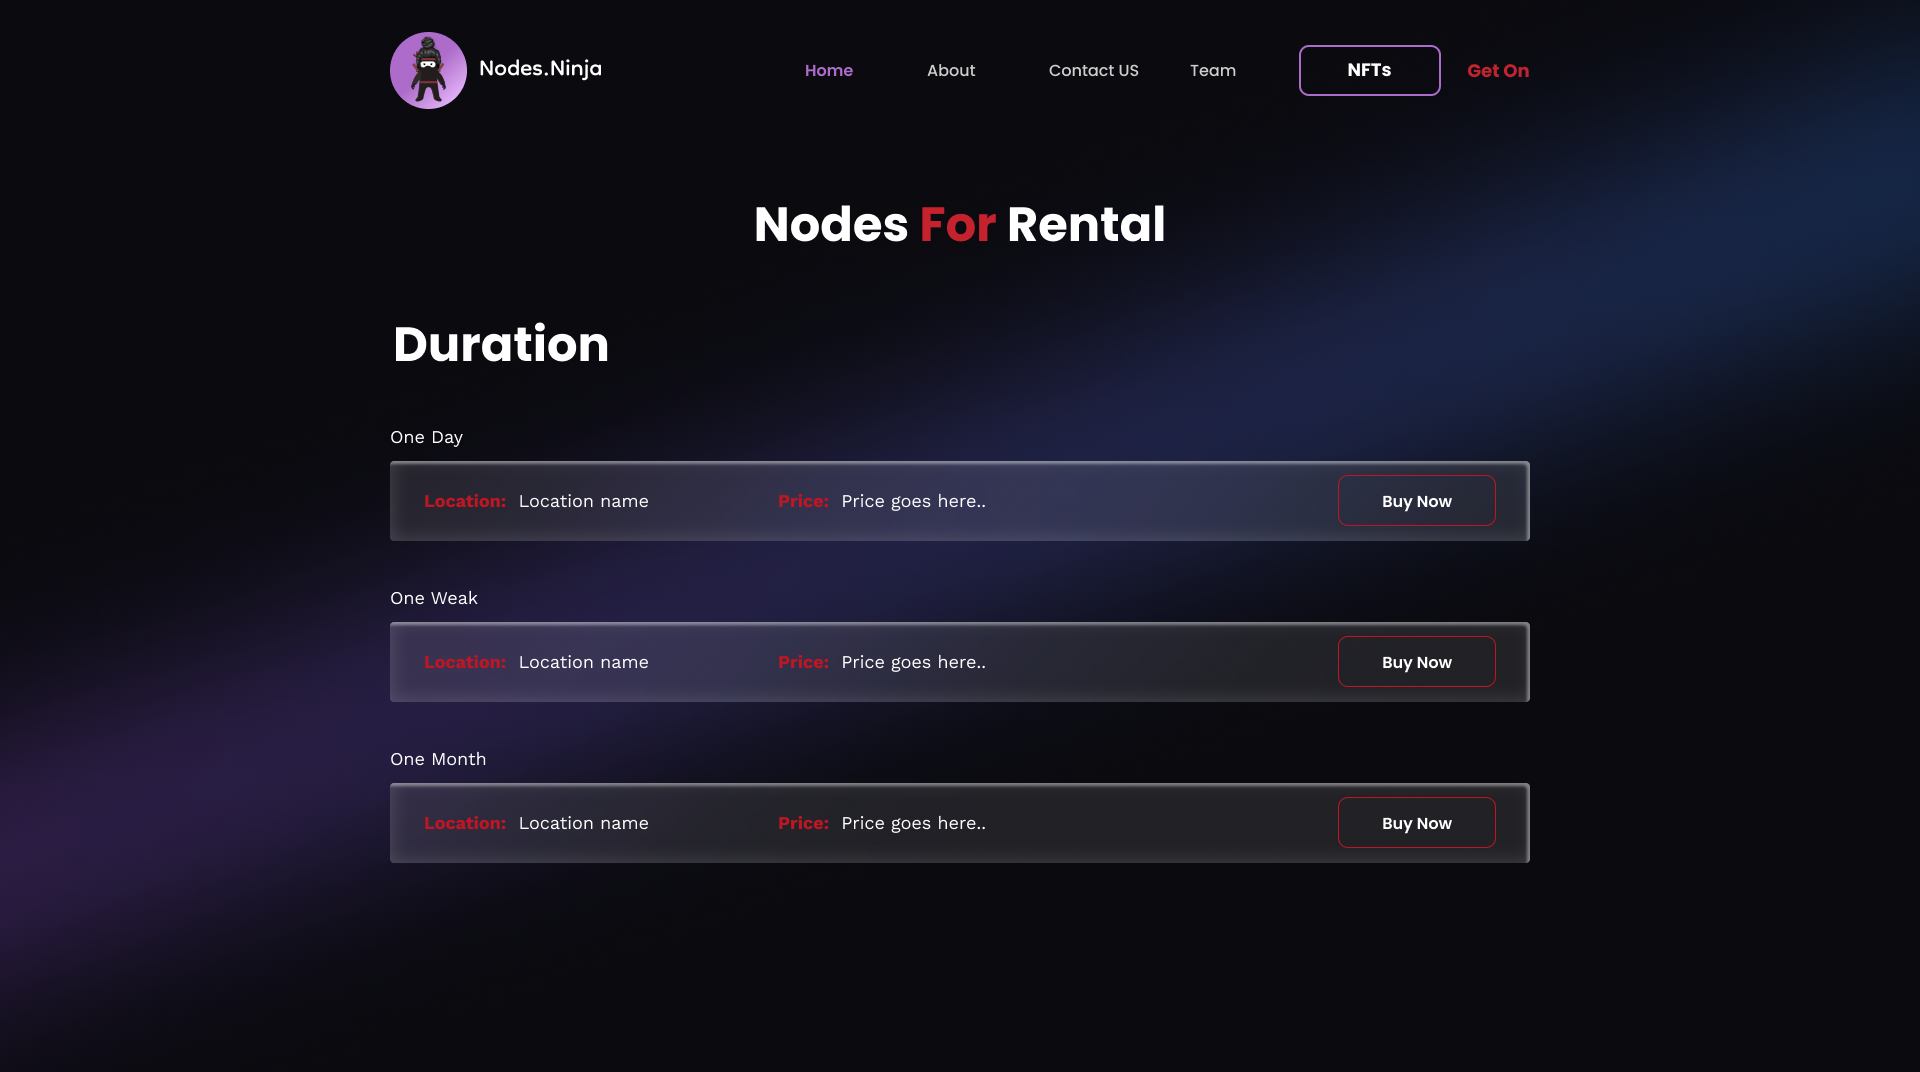 Nodes.Ninja Home About Contact US Team NFTs Get On
Nodes For Rental
Duration
One Day
Location: Location name Price: Price goes here.. Buy Now
One Weak
Location: Location name Price: Price goes here.. Buy Now
One Month
Location: Location name Price: Price goes here.. Buy Now